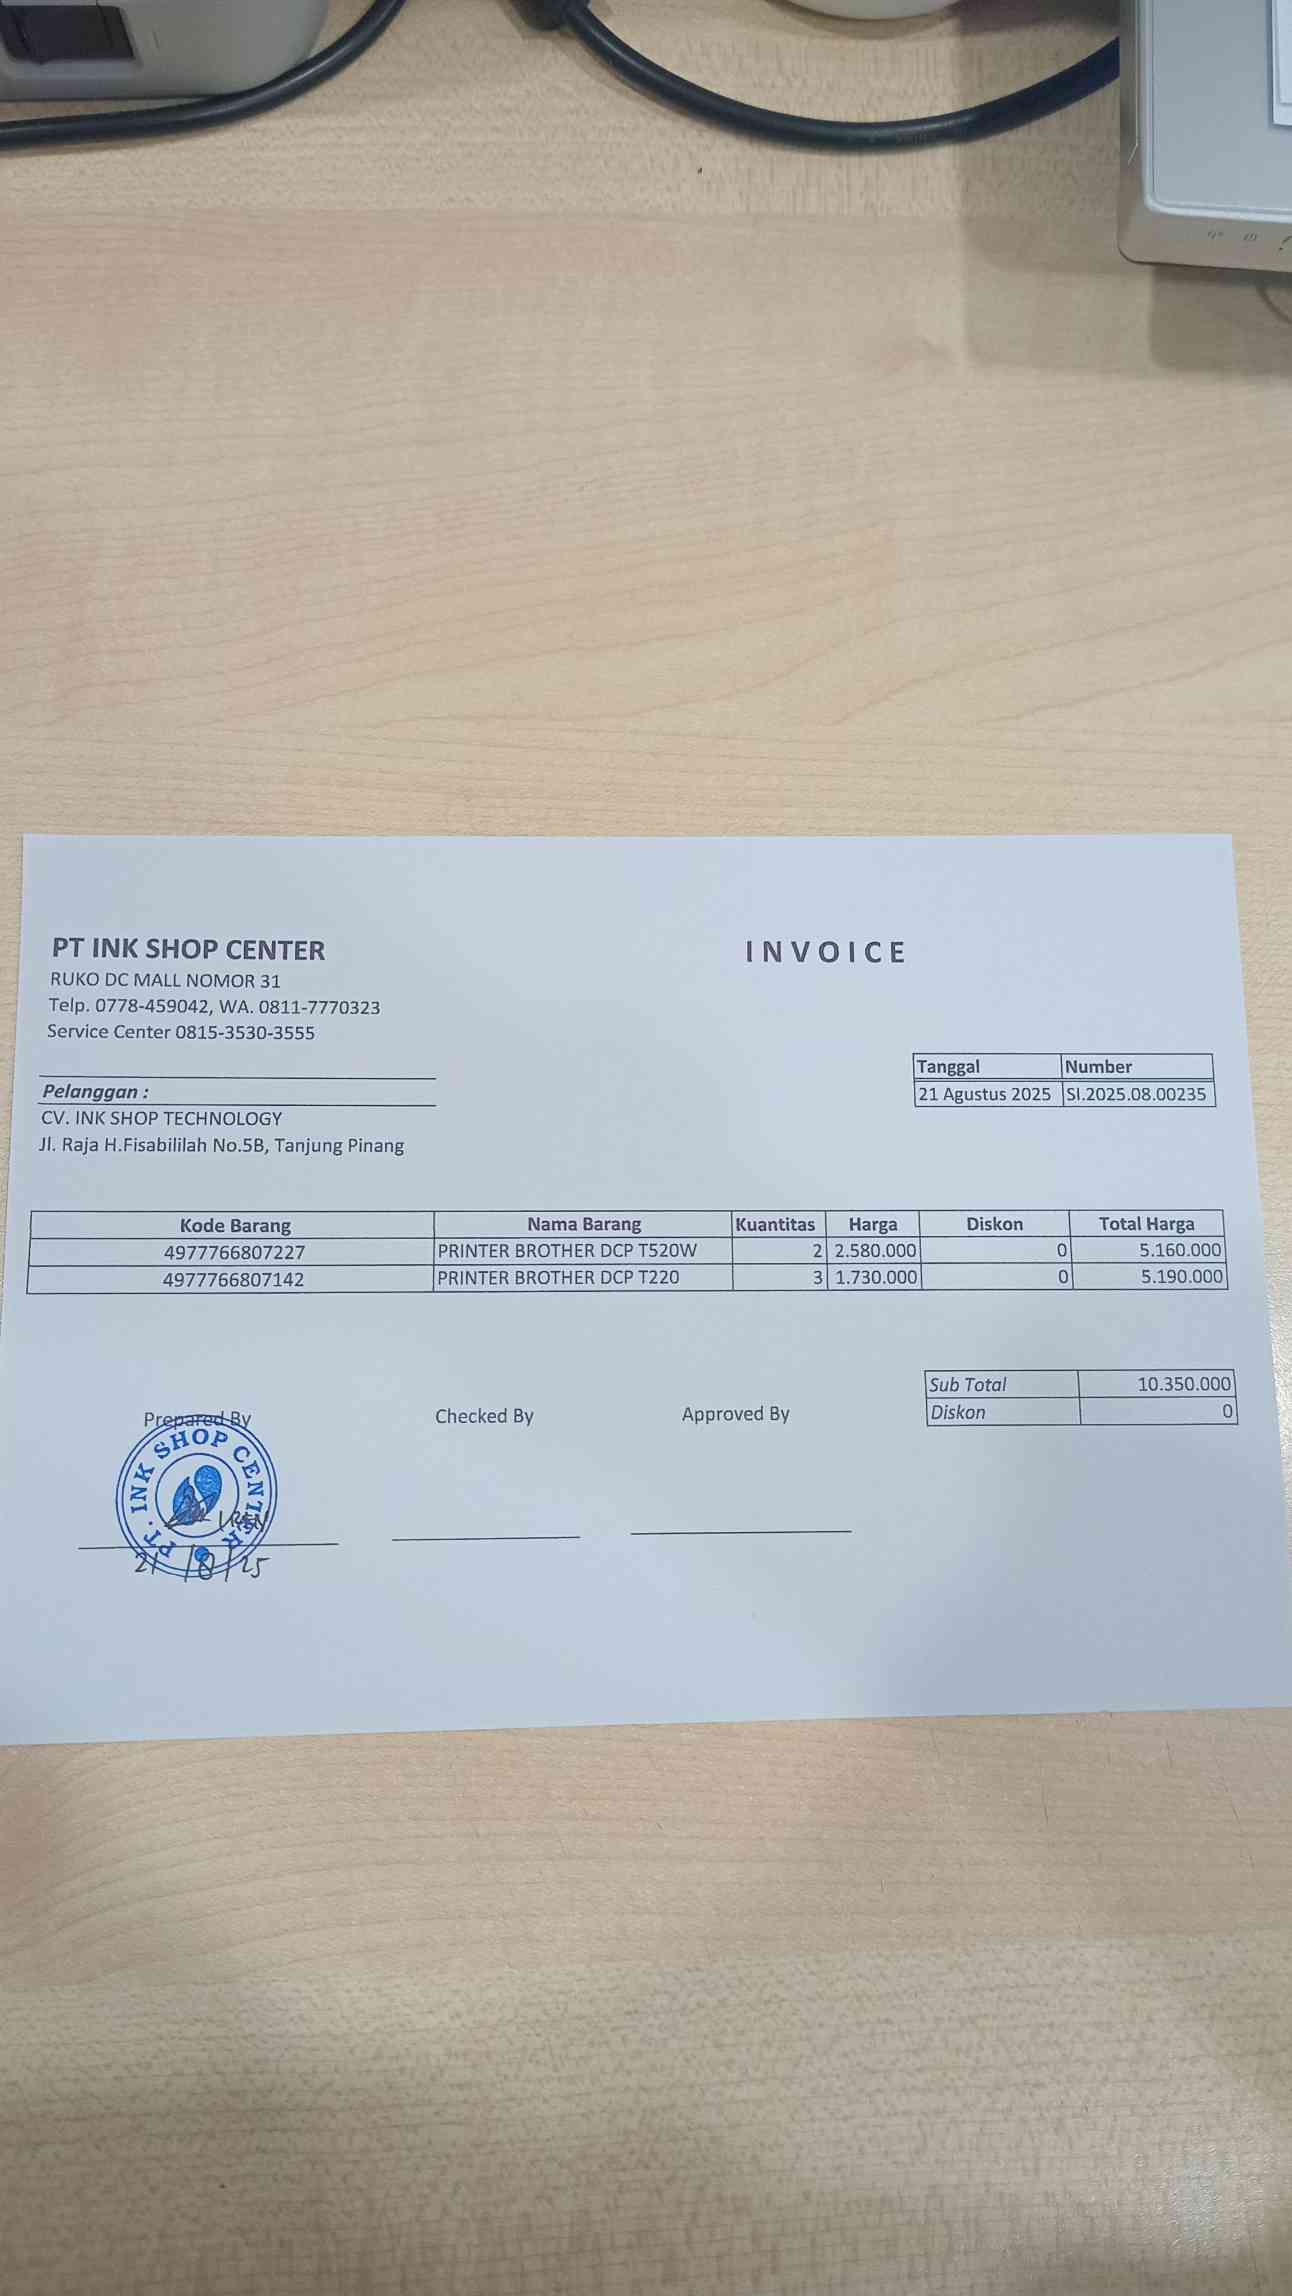 PT INK SHOP CENTER
INVOICE
RUKO DC MALL NOMOR 31
Telp. 0778-459042, WA. 0811-7770323
Service Center 0815-3530-3555
Tanggal Number
21 Agustus 2025 SI.2025.08.00235
Pelanggan :
CV. INK SHOP TECHNOLOGY
Jl. Raja H.Fisabililah No.5B, Tanjung Pinang
Kode Barang Nama Barang Kuantitas Harga Diskon Total Harga
4977766807227 PRINTER BROTHER DCP T520W 2 2.580.000 0 5.160.000
4977766807142 PRINTER BROTHER DCP T220 3 1.730.000 0 5.190.000
Sub Total 10.350.000
Diskon 0
Prepared By Checked By Approved By
PT. INK SHOP CENTER
21/8/25